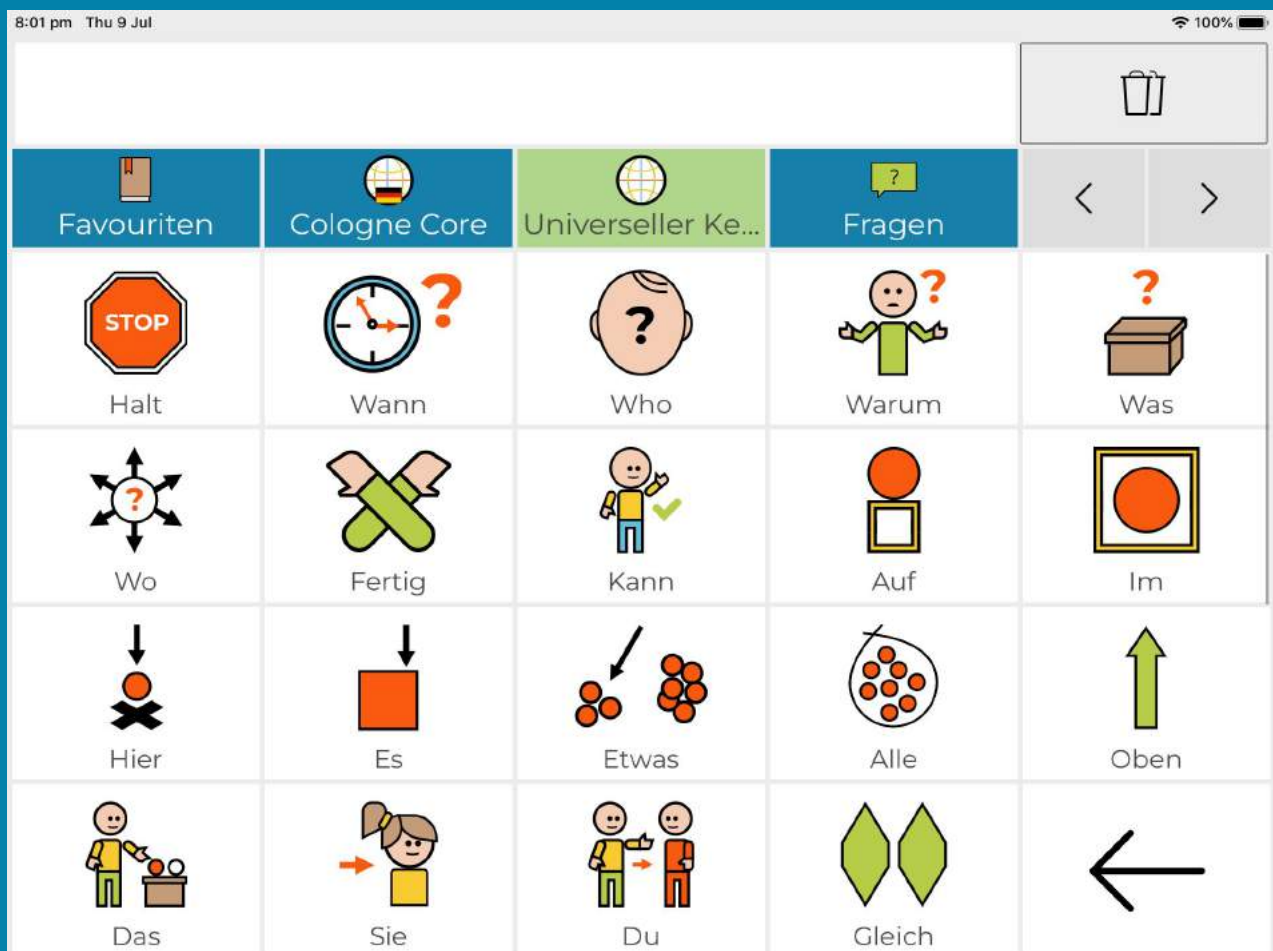 8:01 pm Thu 9 Jul
100%
Favouriten
Cologne Core
Universeller Ke...
?
Fragen
STOP
?
?
?
?
Halt
Wann
Who
Warum
Was
?
Wo
Fertig
Kann
Auf
Im
Hier
Es
Etwas
Alle
Oben
Das
Sie
Du
Gleich